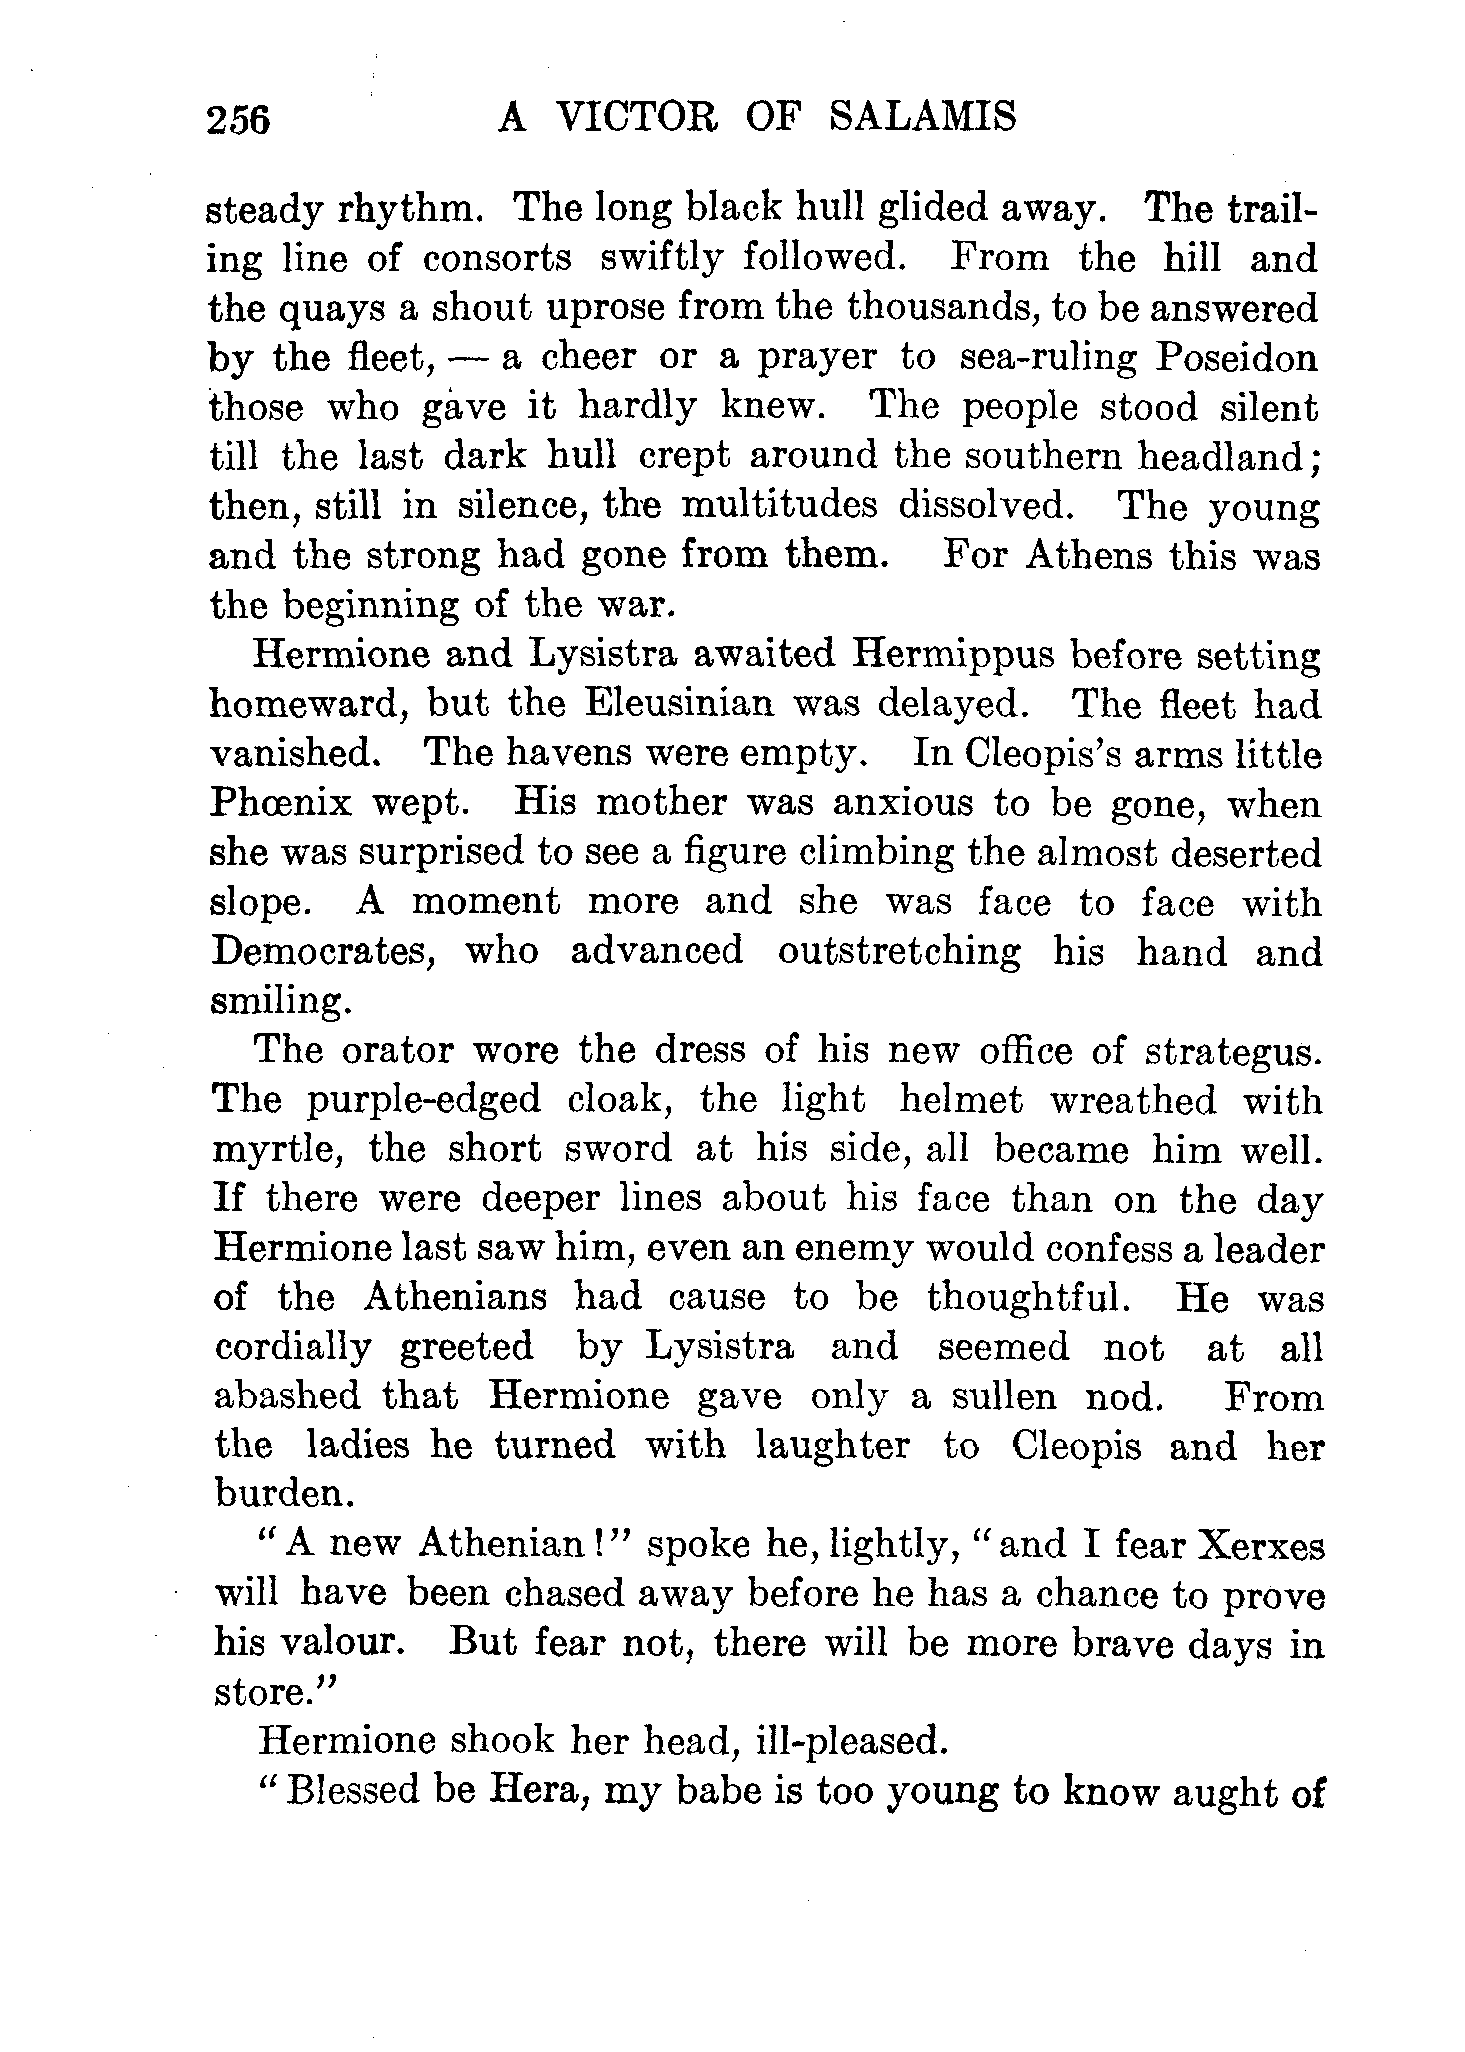 256 A VICTOR OF SALAMIS
steady rhythm. The long black hull glided away. The trail-
ing line of consorts swiftly followed. From the hill and
the quays a shout uprose from the thousands, to be answered
by the fleet, — a cheer or a prayer to sea-ruling Poseidon
those who gave it hardly knew. The people stood silent
till the last dark hull crept around the southern headland;
then, still in silence, the multitudes dissolved. The young
and the strong had gone from them. For Athens this was
the beginning of the war.
Hermione and Lysistra awaited Hermippus before setting
homeward, but the Eleusinian was delayed. The fleet had
vanished. The havens were empty. In Cleopis's arms little
Phœnix wept. His mother was anxious to be gone, when
she was surprised to see a figure climbing the almost deserted
slope. A moment more and she was face to face with
Democrates, who advanced outstretching his hand and
smiling.
The orator wore the dress of his new office of strategus.
The purple-edged cloak, the light helmet wreathed with
myrtle, the short sword at his side, all became him well.
If there were deeper lines about his face than on the day
Hermione last saw him, even an enemy would confess a leader
of the Athenians had cause to be thoughtful. He was
cordially greeted by Lysistra and seemed not at all
abashed that Hermione gave only a sullen nod. From
the ladies he turned with laughter to Cleopis and her
burden.
"A new Athenian!" spoke he, lightly, "and I fear Xerxes
will have been chased away before he has a chance to prove
his valour. But fear not, there will be more brave days in
store."
Hermione shook her head, ill-pleased.
"Blessed be Hera, my babe is too young to know aught of